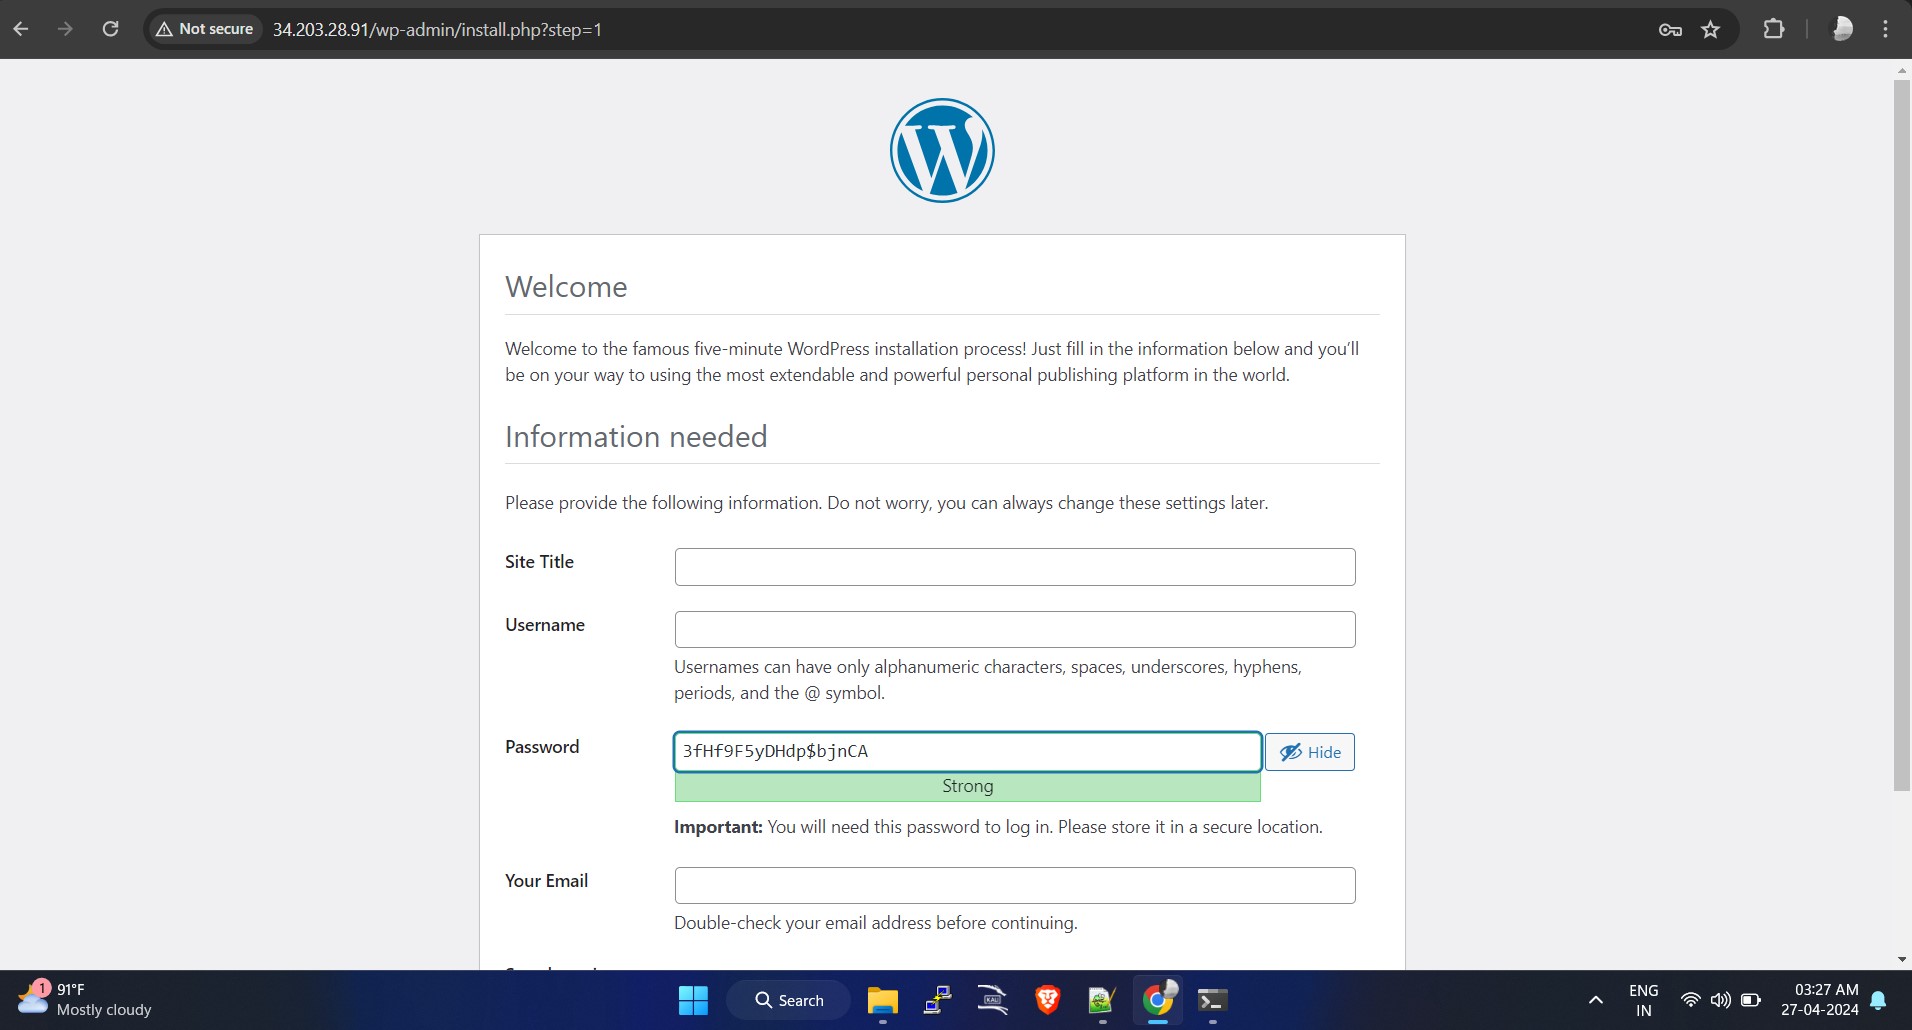 Not secure
34.203.28.91/wp-admin/install.php?step=1
Welcome
Welcome to the famous five-minute WordPress installation process! Just fill in the information below and you’ll
be on your way to using the most extendable and powerful personal publishing platform in the world.
Information needed
Please provide the following information. Do not worry, you can always change these settings later.
Site Title
Username
Usernames can have only alphanumeric characters, spaces, underscores, hyphens,
periods, and the @ symbol.
Password
3fHf9F5yDHdp$bjnCA
Hide
Strong
Important: You will need this password to log in. Please store it in a secure location.
Your Email
Double-check your email address before continuing.
1
91°F
Mostly cloudy
Search
ENG
IN
03:27 AM
27-04-2024